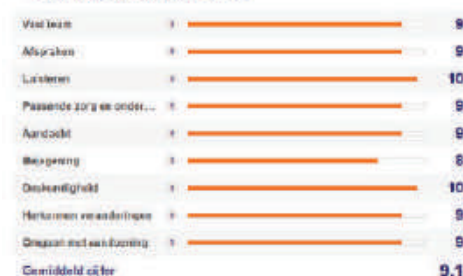 Vast team 9
Afspraken 9
Luisteren 10
Passende zorg en onder... 9
Aandacht 9
Bejegening 8
Deskundigheid 10
Herkennen veranderingen 9
Omgaan met aandoening 9
Gemiddeld cijfer 9.1